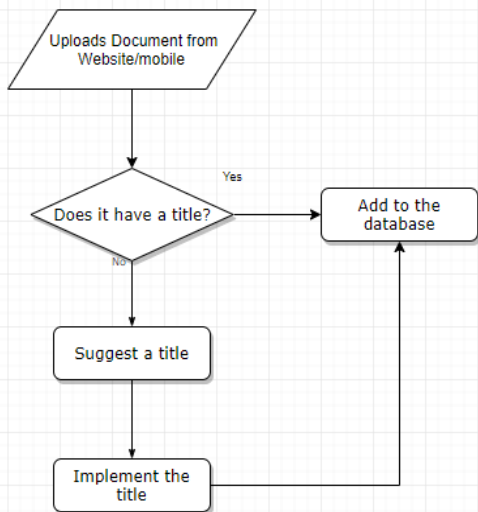 Uploads Document from
Website/mobile
Yes
Does it have a title?
Add to the
database
No
Suggest a title
Implement the
title